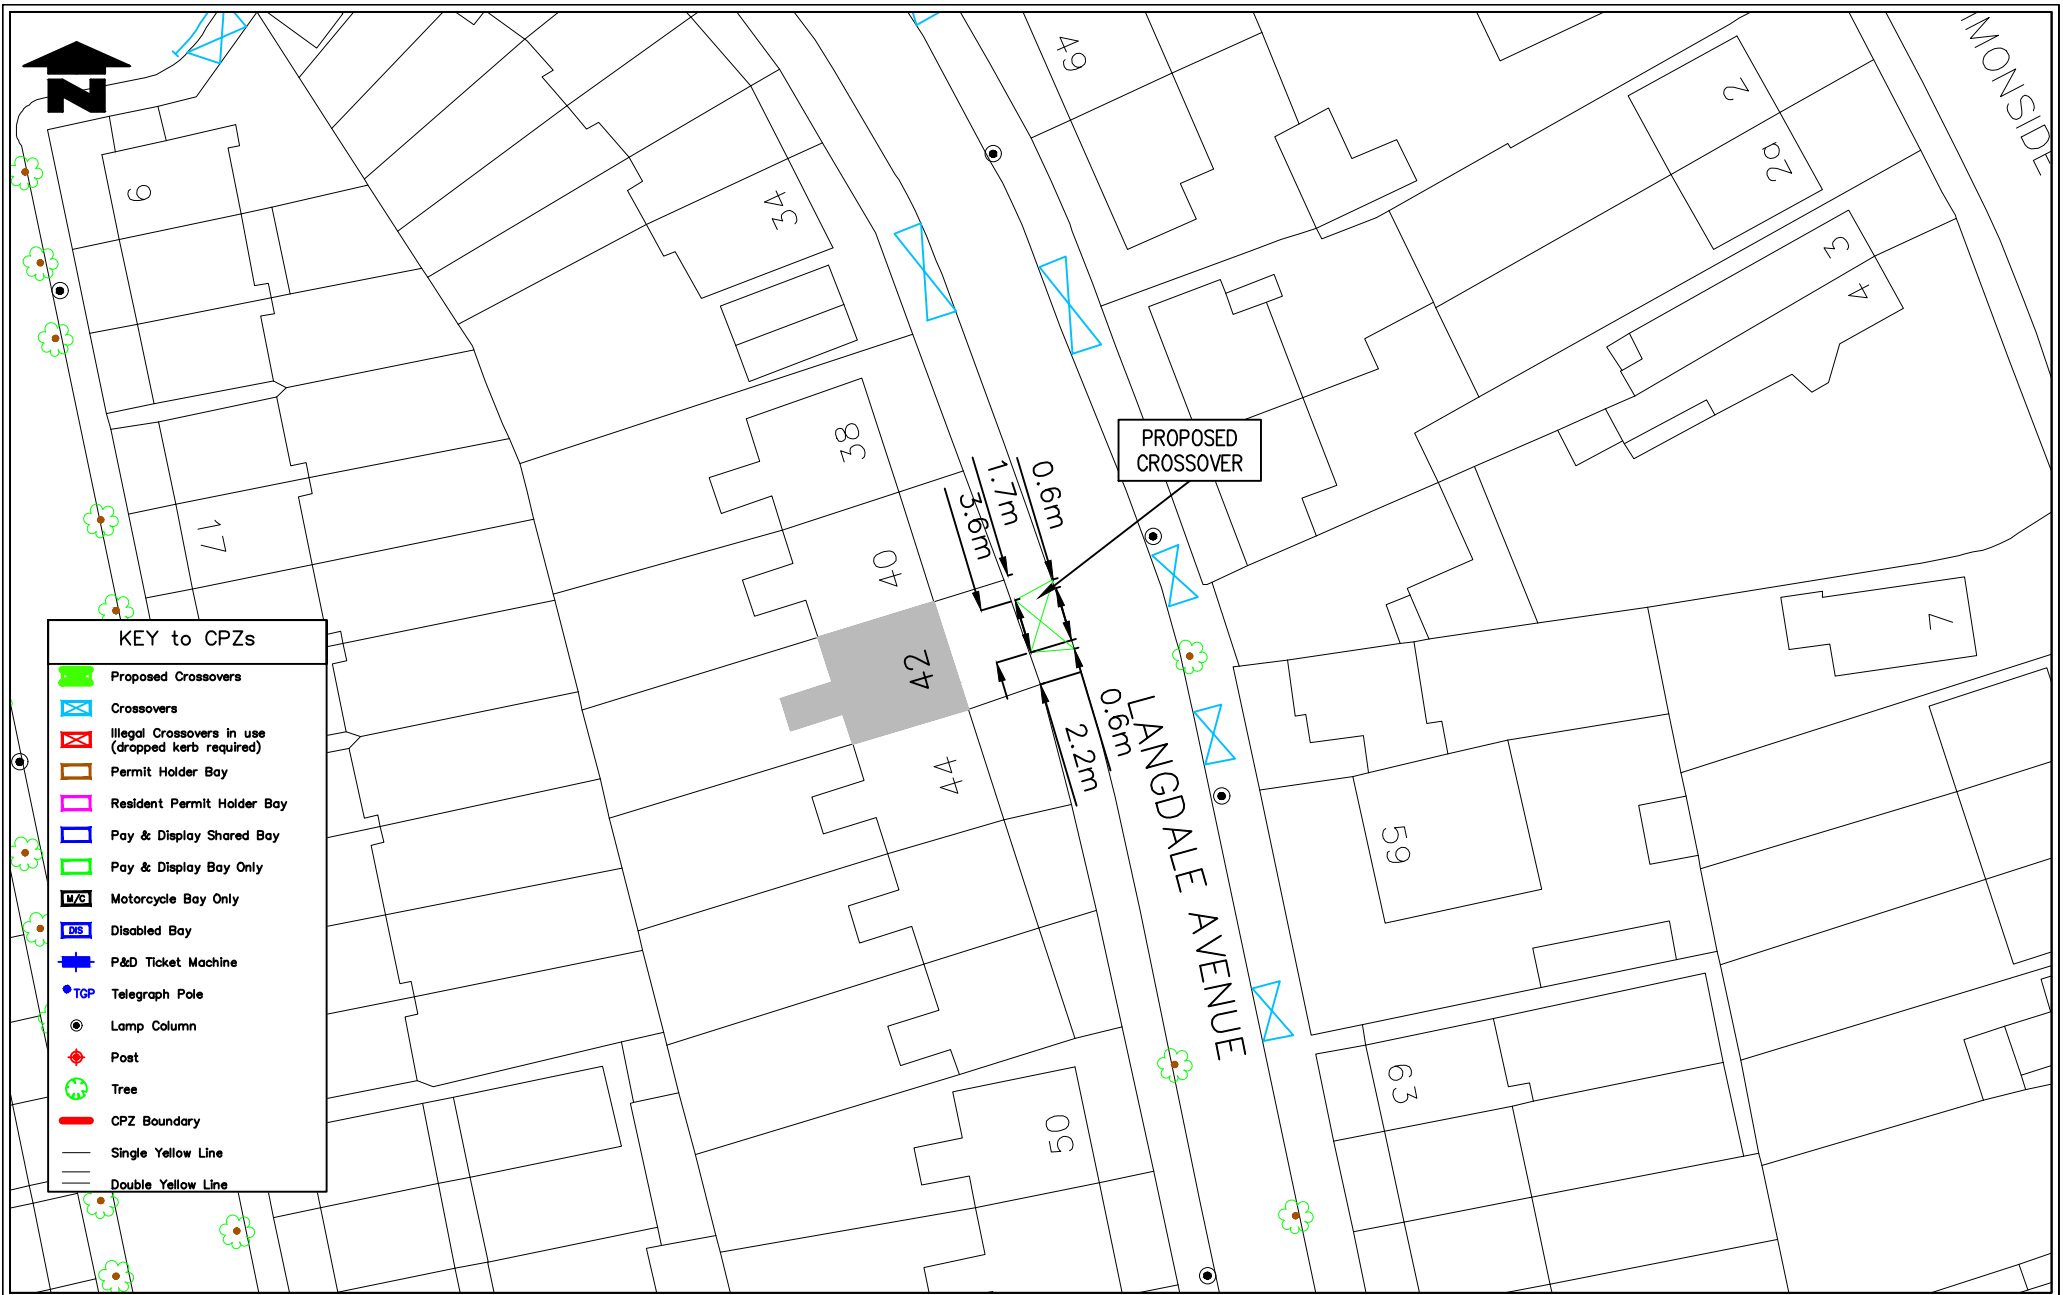 N
49
IMONSIDE
2
2a
9
34
3
4
38
PROPOSED
CROSSOVER
0.6m
1.7m
3.6m
17
40
7
42
KEY to CPZs
Proposed Crossovers
Crossovers
Illegal Crossovers in use
(dropped kerb required)
Permit Holder Bay
Resident Permit Holder Bay
Pay & Display Shared Bay
Pay & Display Bay Only
M/C Motorcycle Bay Only
DIS Disabled Bay
P&D Ticket Machine
TGP Telegraph Pole
Lamp Column
Post
Tree
CPZ Boundary
Single Yellow Line
Double Yellow Line
0.6m
2.2m
LANGDALE AVENUE
44
59
63
50